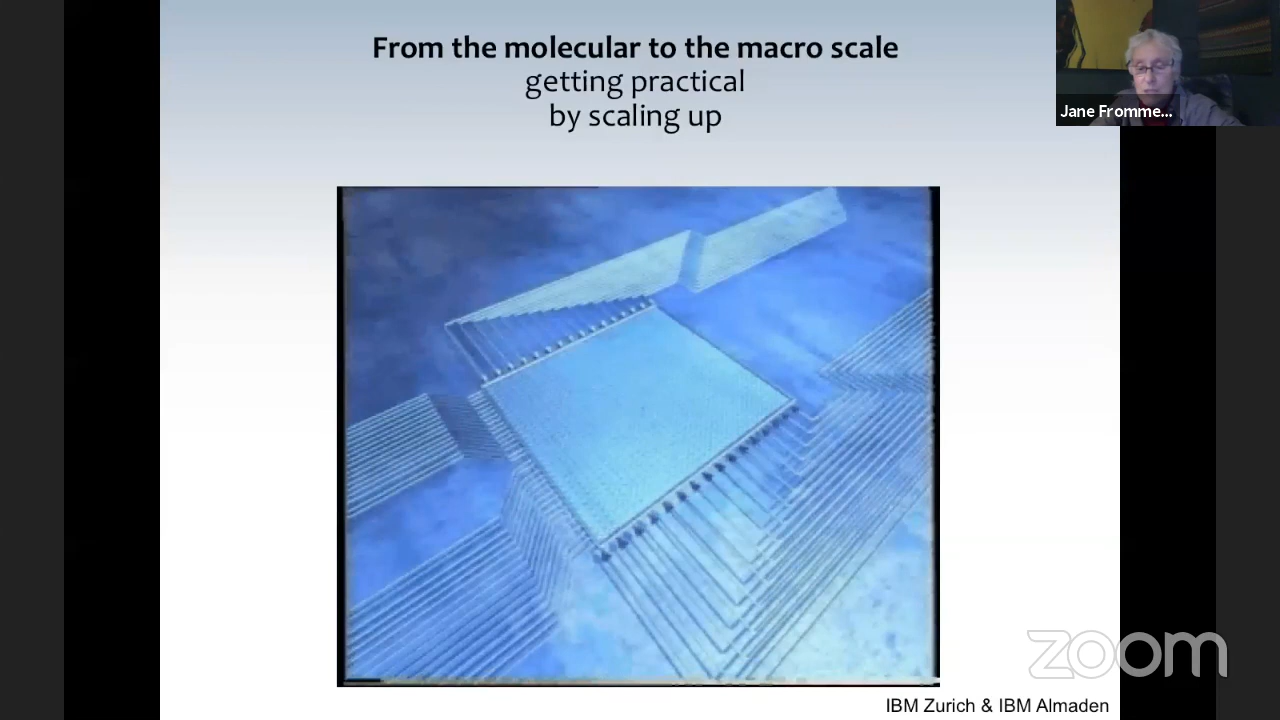 From the molecular to the macro scale
getting practical
by scaling up
Jane Fromme...
IBM Zurich & IBM Almaden
zoom